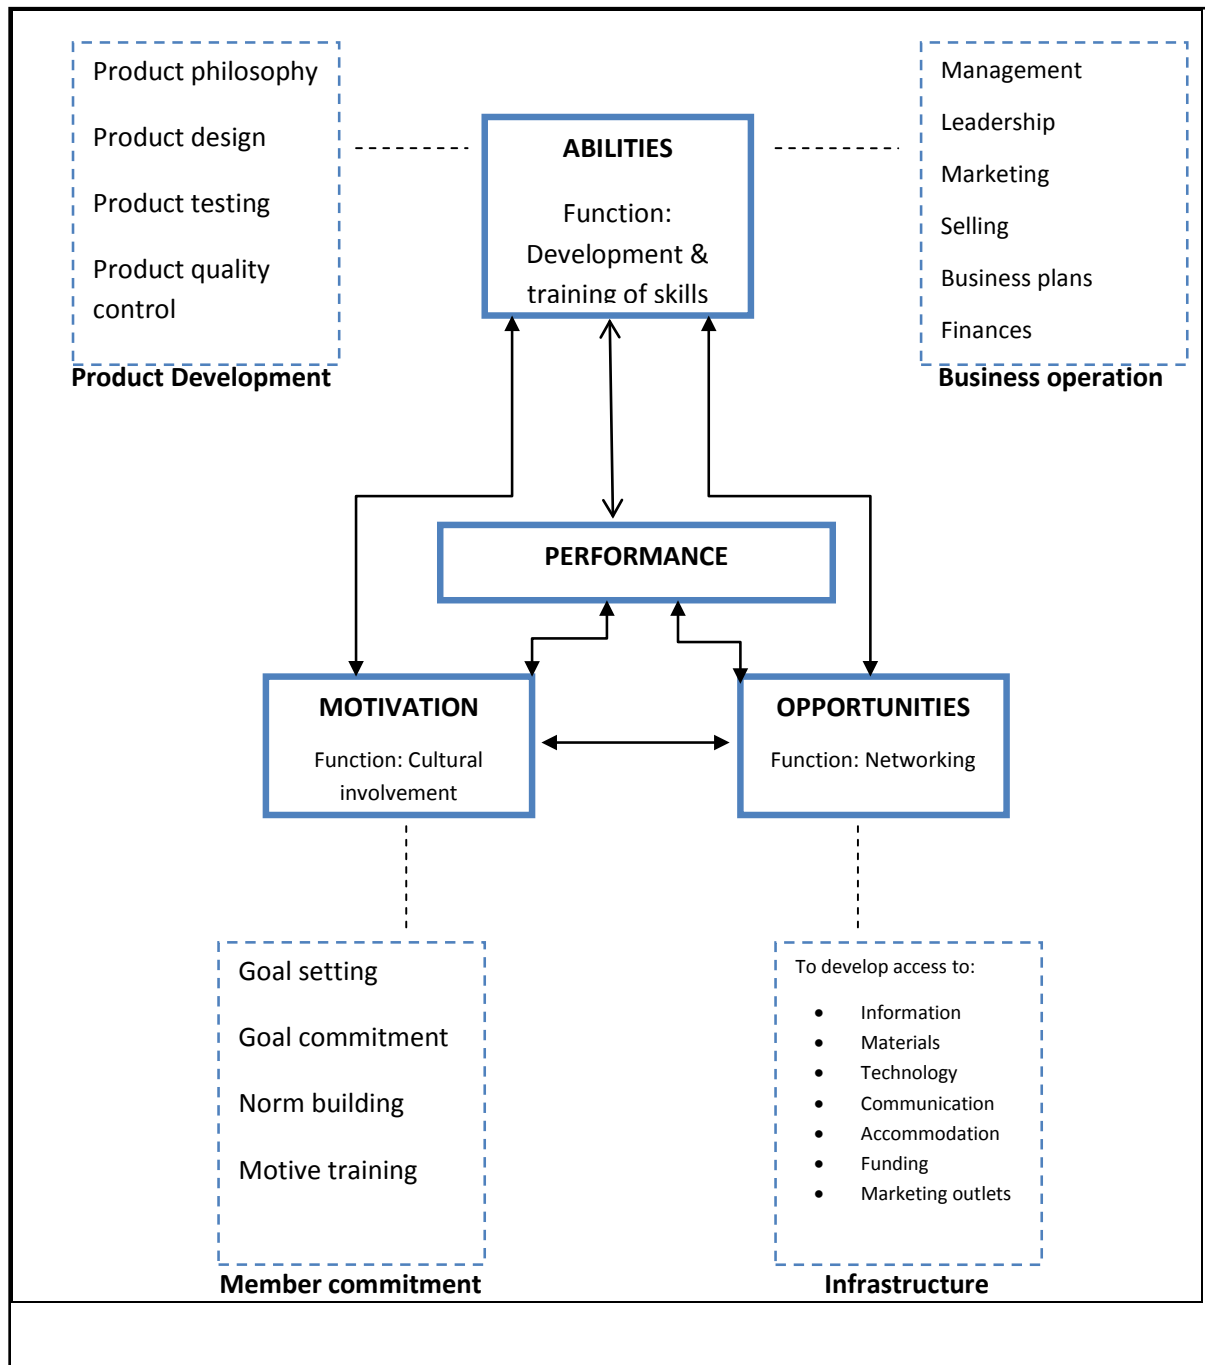 Product philosophy
Product design
Product testing
Product quality
control
Product Development
ABILITIES
Function:
Development &
training of skills
Management
Leadership
Marketing
Selling
Business plans
Finances
Business operation
PERFORMANCE
MOTIVATION
Function: Cultural
involvement
OPPORTUNITIES
Function: Networking
Goal setting
Goal commitment
Norm building
Motive training
Member commitment
To develop access to:
• Information
• Materials
• Technology
• Communication
• Accommodation
• Funding
• Marketing outlets
Infrastructure